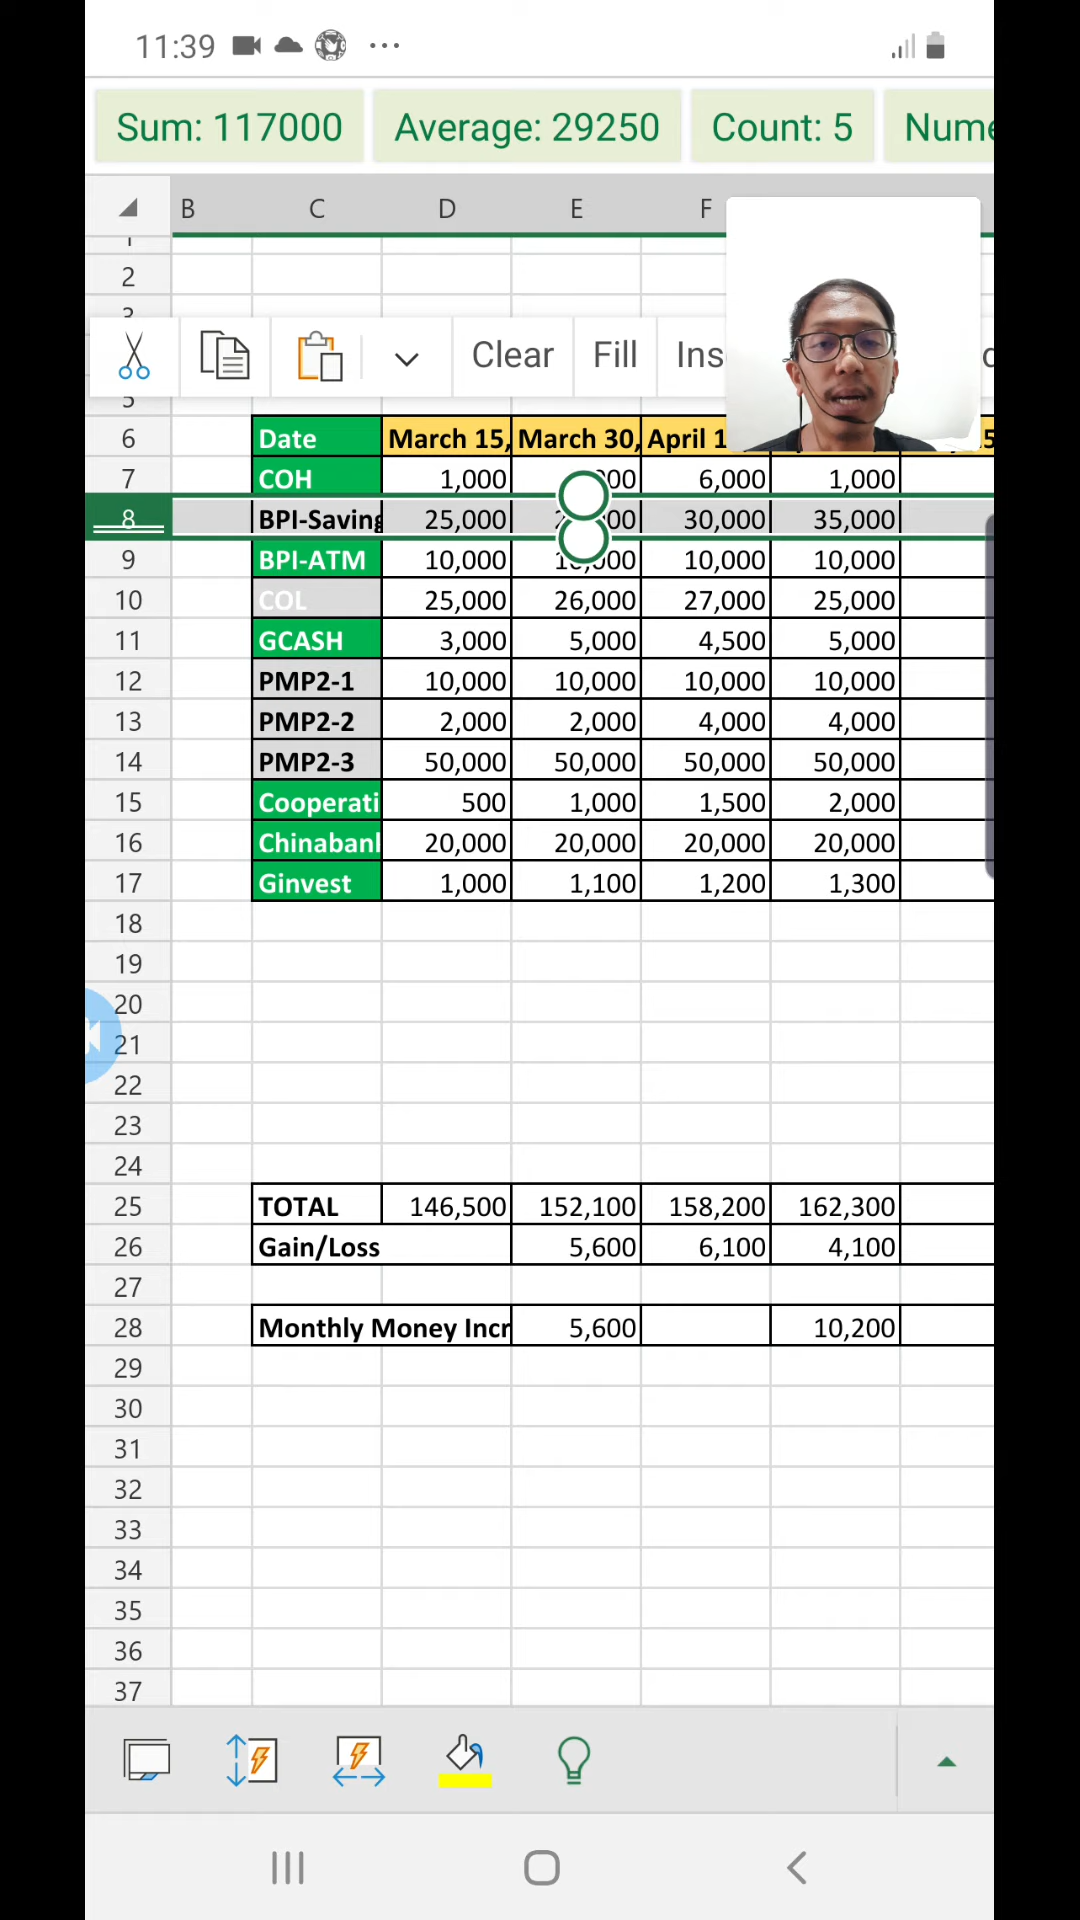 11:39
Sum: 117000 Average: 29250 Count: 5 Nume
B C D E F
2
Clear Fill Ins
6 Date March 15, March 30, April 1
7 COH 1,000 6,000 1,000
8 BPI-Saving 25,000 30,000 35,000
9 BPI-ATM 10,000 10,000 10,000
10 COL 25,000 26,000 27,000 25,000
11 GCASH 3,000 5,000 4,500 5,000
12 PMP2-1 10,000 10,000 10,000 10,000
13 PMP2-2 2,000 2,000 4,000 4,000
14 PMP2-3 50,000 50,000 50,000 50,000
15 Cooperati 500 1,000 1,500 2,000
16 Chinabank 20,000 20,000 20,000 20,000
17 Ginvest 1,000 1,100 1,200 1,300
18
19
20
21
22
23
24
25 TOTAL 146,500 152,100 158,200 162,300
26 Gain/Loss 5,600 6,100 4,100
27
28 Monthly Money Incr 5,600 10,200
29
30
31
32
33
34
35
36
37